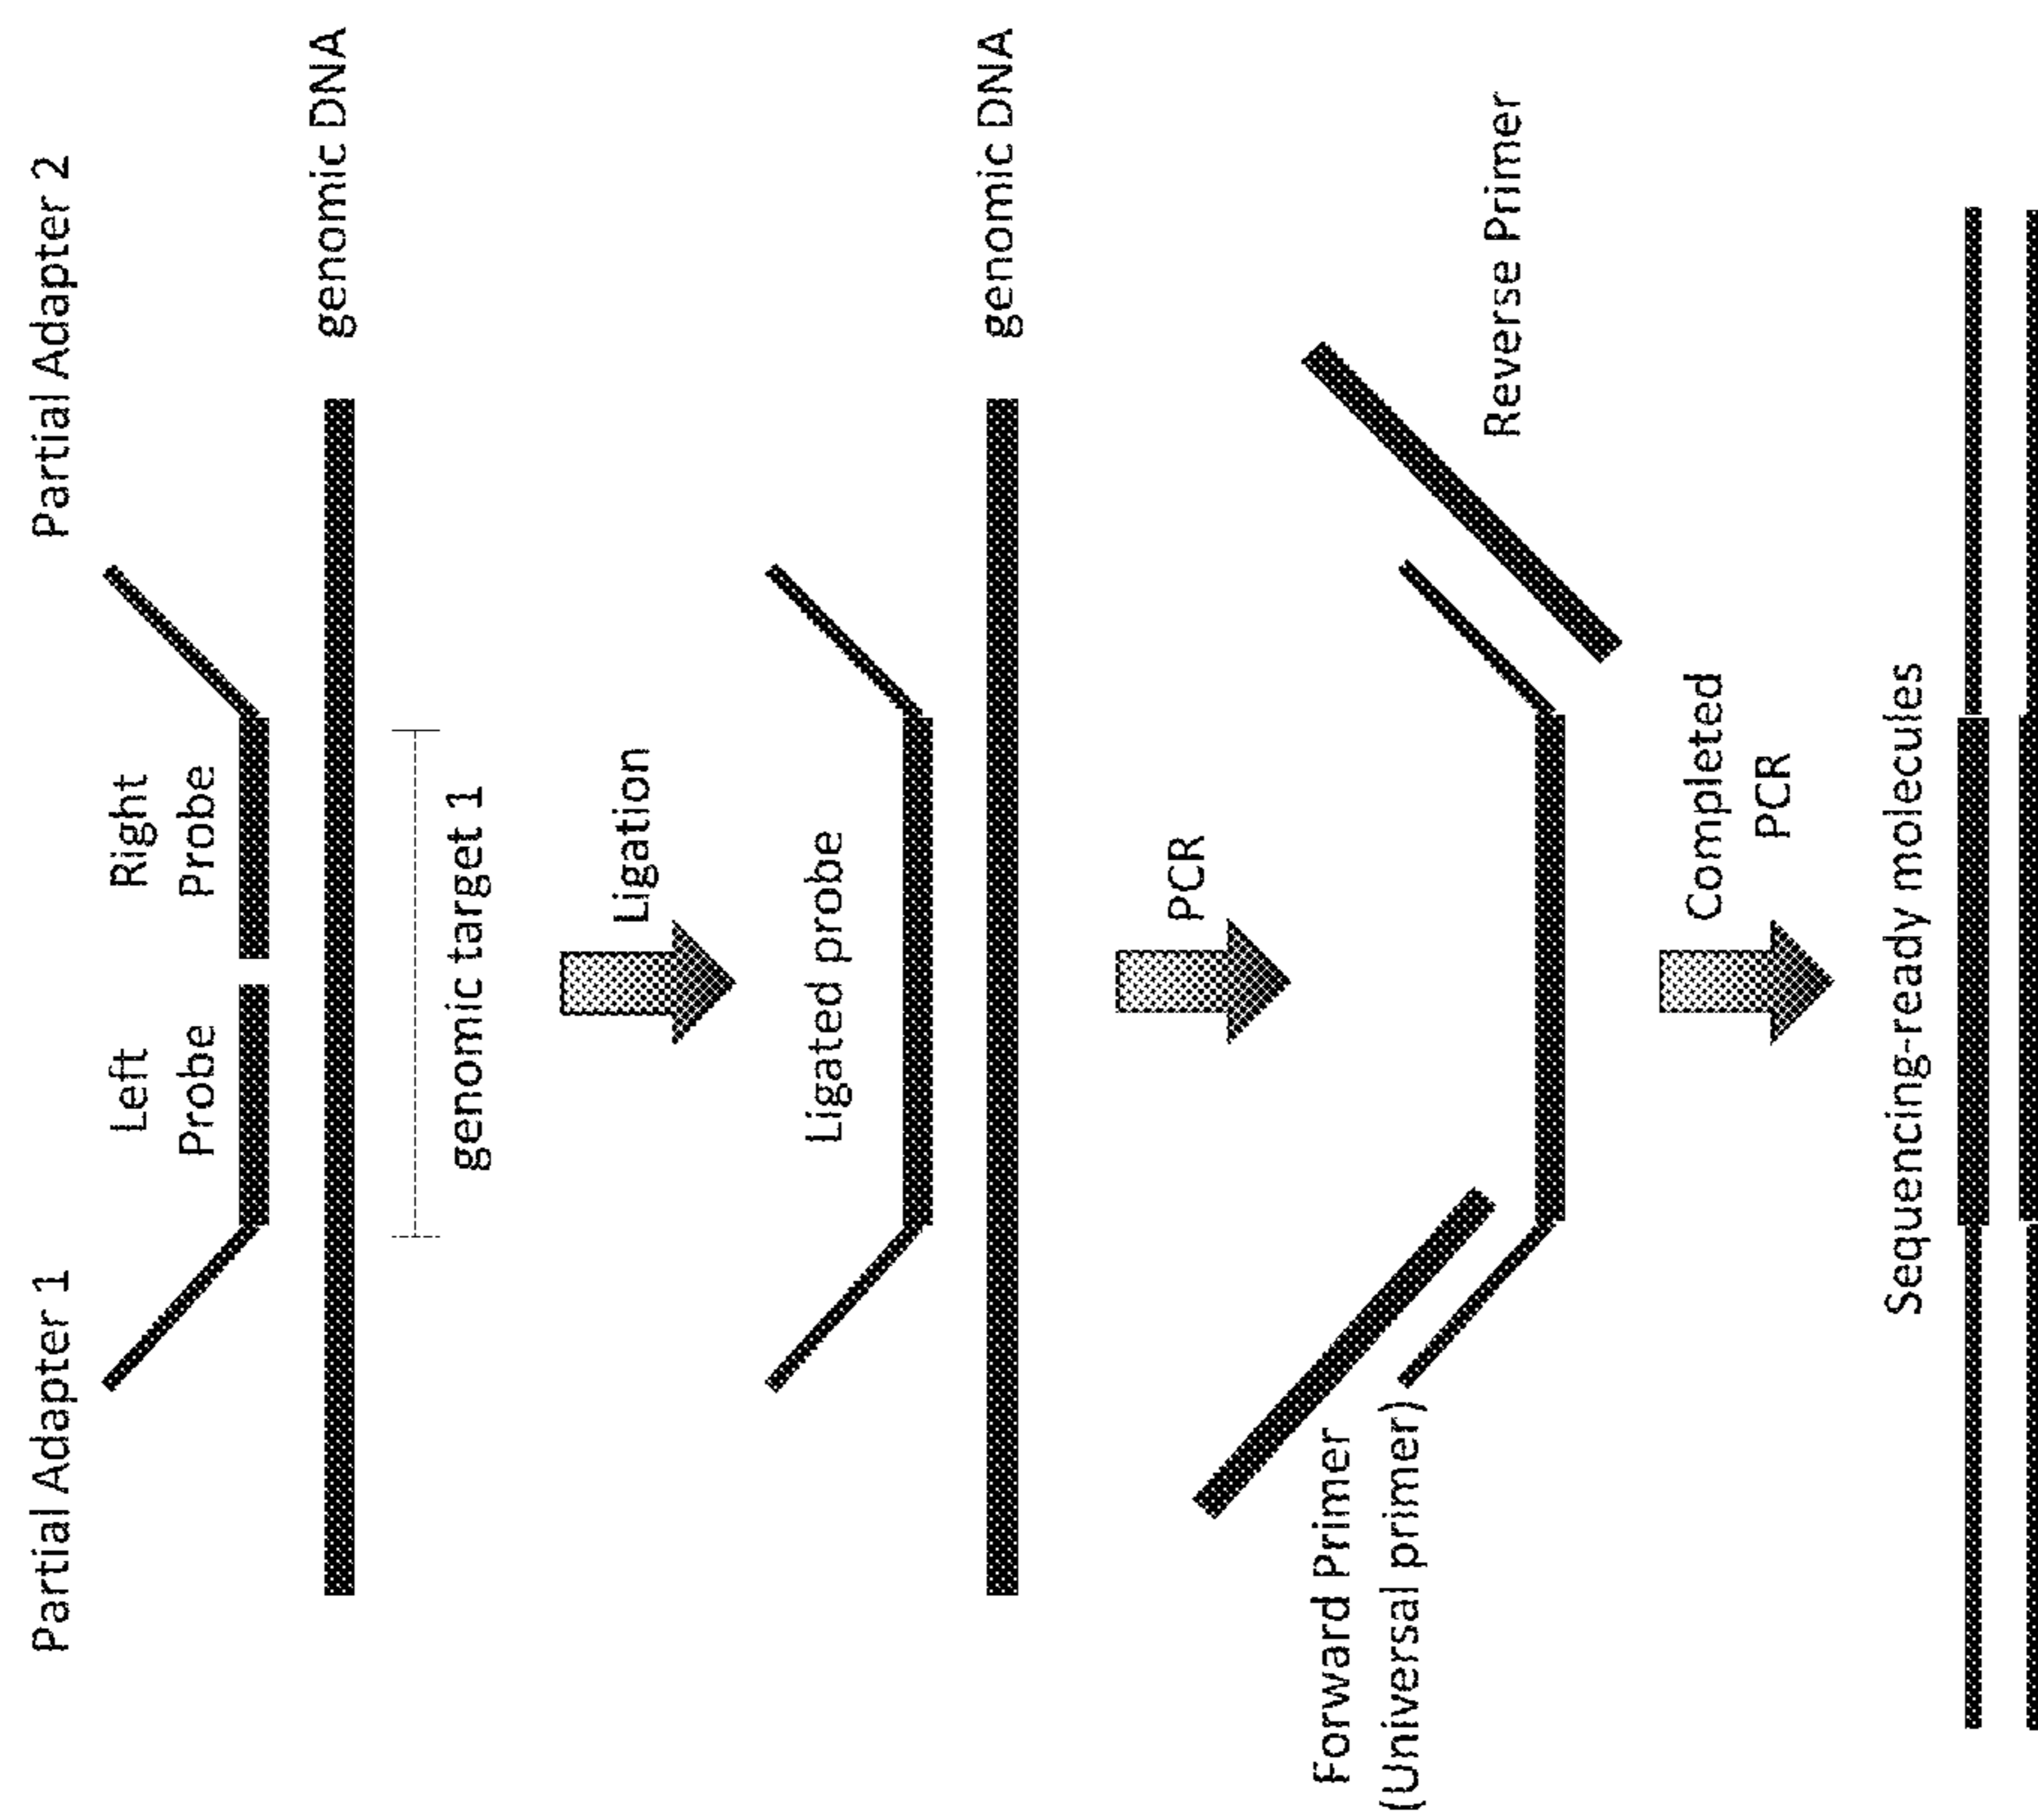 Partial Adapter 1
Partial Adapter 2
Left
Probe
Right
Probe
genomic DNA
genomic target 1
Ligation
Ligated probe
genomic DNA
PCR
Forward Primer
(Universal primer)
Reverse Primer
Completed
PCR
Sequencing-ready molecules